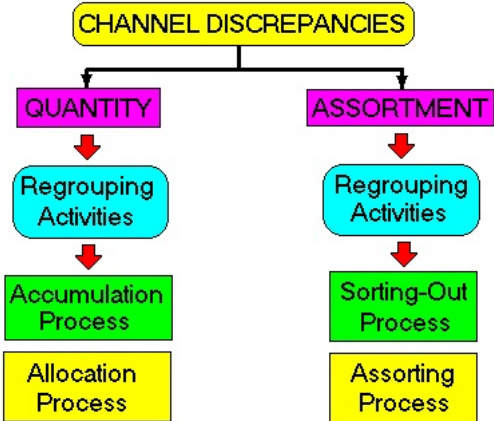 CHANNEL DISCREPANCIES
QUANTITY
ASSORTMENT
Regrouping
Activities
Regrouping
Activities
Accumulation
Process
Sorting-Out
Process
Allocation
Process
Assorting
Process